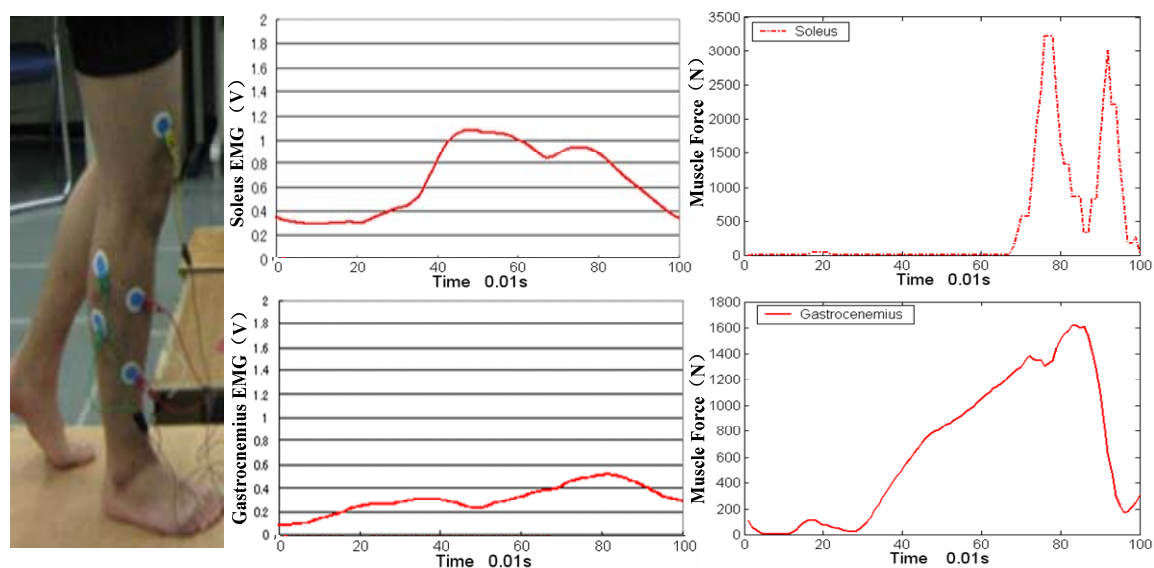 Soleus EMG（V）
2
1.8
1.6
1.4
1.2
1
0.8
0.6
0.4
02
0
0 20 40 60 80 100
Time 0.01s
Muscle Force（N）
3500
3000
2500
2000
1500
1000
500
0
Soleus
0 20 40 60 80 100
Time 0.01s
Gastrocnemius EMG（V）
2
1.8
1.6
1.4
1.2
1
0.8
0.6
0.4
0.2
0
0 20 40 60 80 100
Time 0.01s
Muscle Force（N）
1800
1600
1400
1200
1000
800
600
400
200
0
Gastrocenemius
0 20 40 60 80 100
Time 0.01s